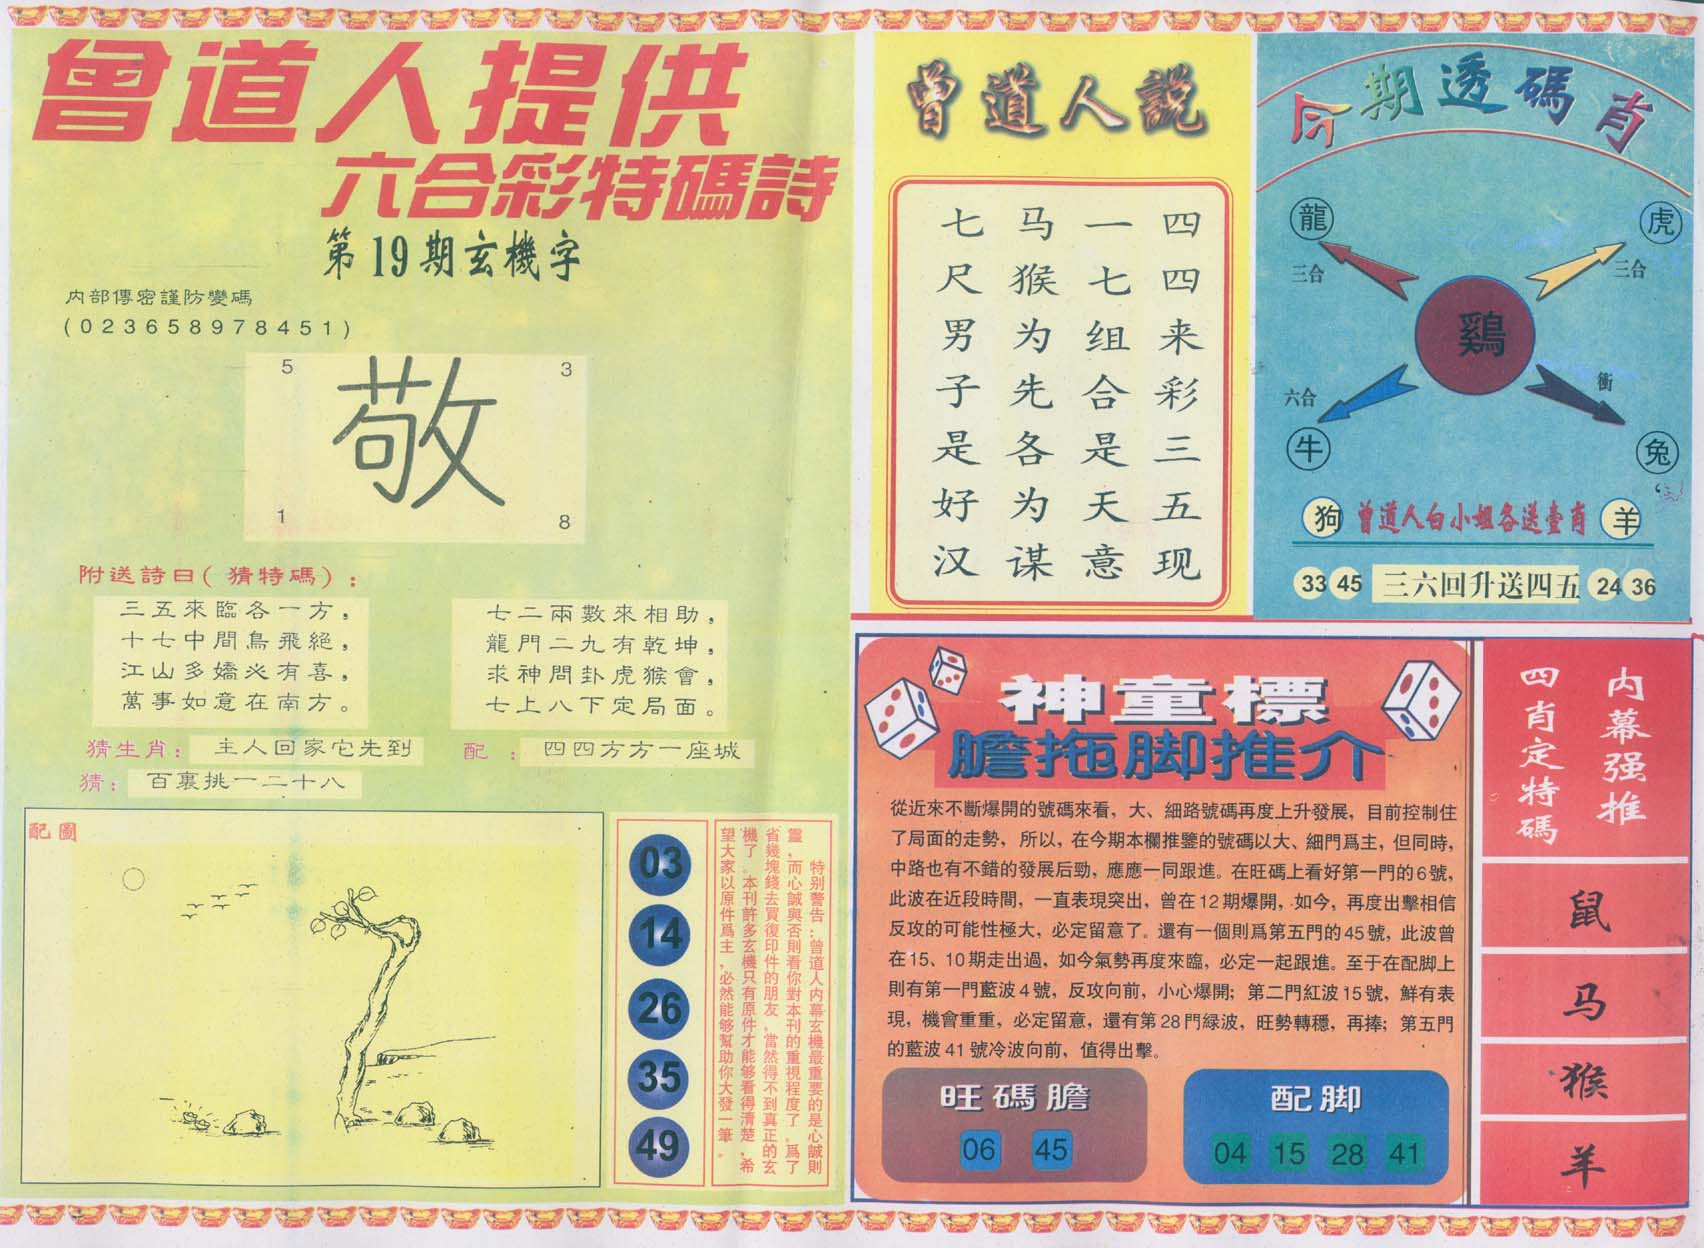 曾道人提供
六合彩特碼詩
第19期玄機字
内部傳密謹防變碼
(023658978451)
5
3
敬
1
8
附送詩曰(猜特碼)：
三五來臨各一方，
十七中間鳥飛絕，
江山多嬌必有喜，
萬事如意在南方。
七二兩數來相助，
龍門二九有乾坤，
求神問卦虎猴會，
七上八下定局面。
猜生肖：主人回家它先到
配：四四方方一座城
猜：百裏挑一二十八
配圖
03
14
26
35
49
特别警告：曾道人内幕玄機最重要的是心誠則
靈，而心誠與否則看你對本刊的重視程度了。爲了
省幾塊錢去買復印件的朋友，當然得不到真正的玄
機了。本刊許多玄機只有原件才能够看得清楚，希
望大家以原件爲主，必然能够幫助你大發一筆。
曾道人說
四四来彩三五现
一七组合是天意
马猴为先各为谋
七尺男子是好汉
今期透碼肖
龍
虎
三合
三合
鷄
六合
衝
牛
兔
狗
曾道人白小姐各送壹肖
羊
33 45 三六回升送四五 24 36
神童標
膽拖脚推介
從近來不斷爆開的號碼來看，大、細路號碼再度上升發展，目前控制住
了局面的走勢，所以，在今期本欄推鑒的號碼以大、細門爲主，但同時，
中路也有不錯的發展后勁，應應一同跟進。在旺碼上看好第一門的6號，
此波在近段時間，一直表現突出，曾在12期爆開，如今，再度出擊相信
反攻的可能性極大，必定留意了。還有一個則爲第五門的45號，此波曾
在15、10期走出過，如今氣勢再度來臨，必定一起跟進。至于在配脚上
則有第一門藍波4號，反攻向前，小心爆開；第二門紅波15號，鮮有表
現，機會重重，必定留意，還有第28門緑波，旺勢轉穩，再捧；第五門
的藍波41號冷波向前，值得出擊。
旺碼膽
06 45
配脚
04 15 28 41
内幕强推
四肖定特碼
鼠
马
猴
羊